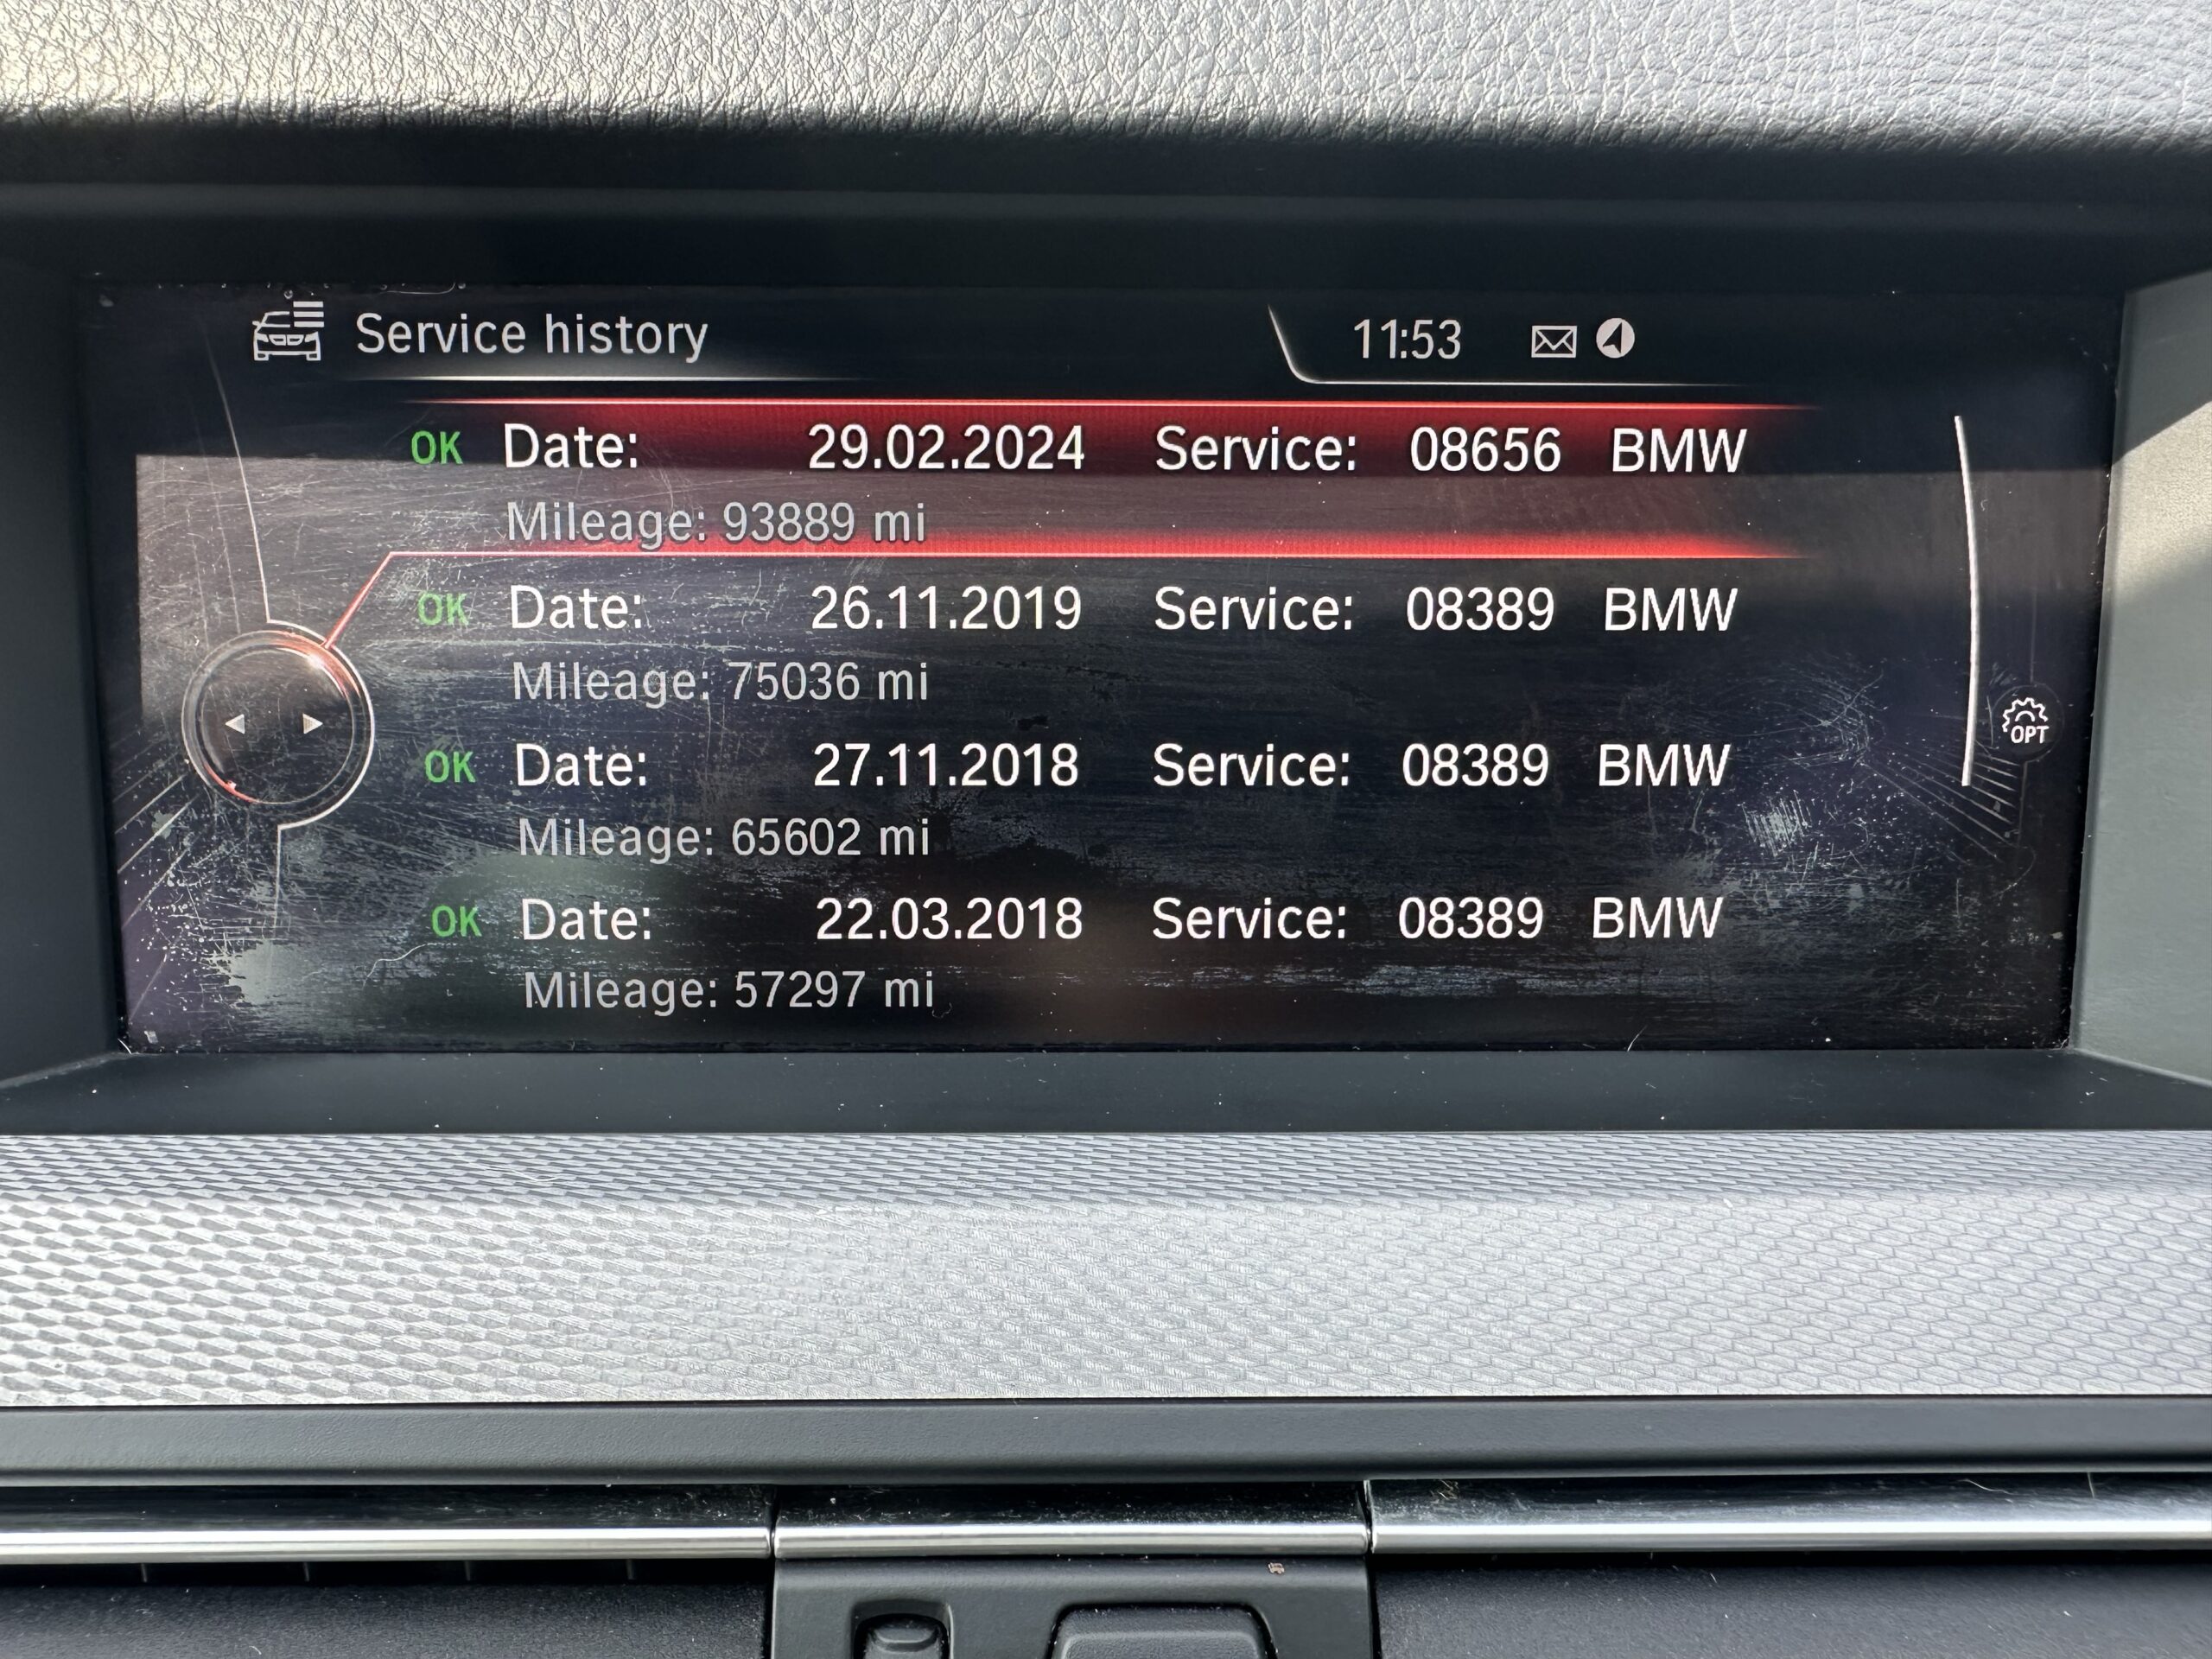 Service history 11:53
OK Date: 29.02.2024 Service: 08656 BMW
Mileage: 93889 mi
OK Date: 26.11.2019 Service: 08389 BMW
Mileage: 75036 mi
OK Date: 27.11.2018 Service: 08389 BMW
Mileage: 65602 mi
OPT
OK Date: 22.03.2018 Service: 08389 BMW
Mileage: 57297 mi